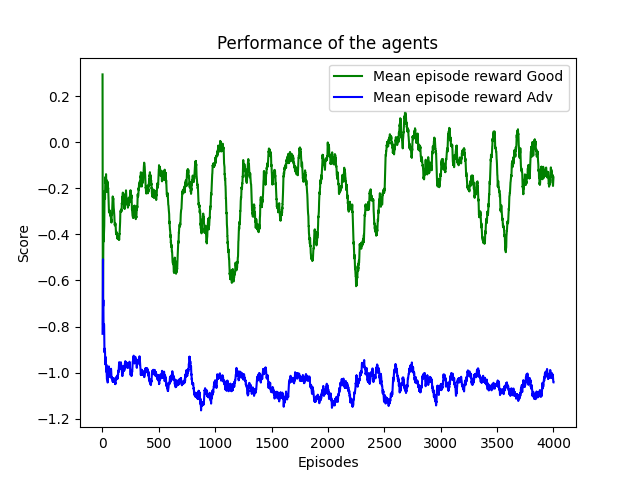 Performance of the agents
Mean episode reward Good
Mean episode reward Adv
Score
0.2
0.0
−0.2
−0.4
−0.6
−0.8
−1.0
−1.2
0 500 1000 1500 2000 2500 3000 3500 4000
Episodes